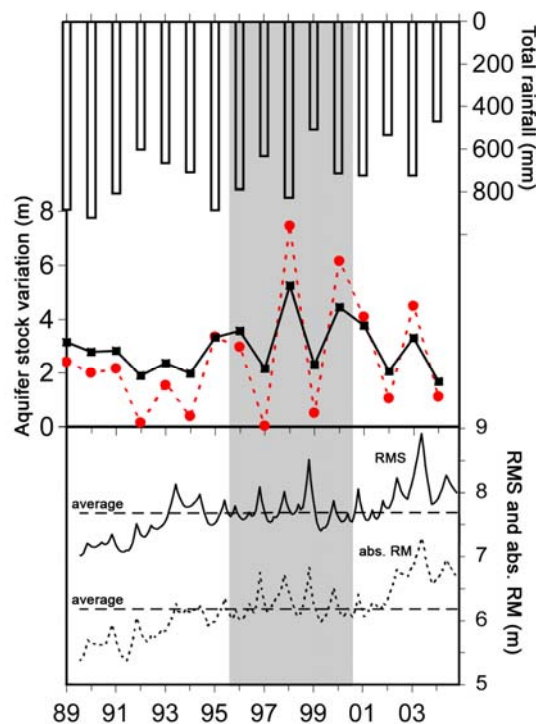 0
200
400
600
800
Total rainfall (mm)
8
6
4
2
0
Aquifer stock variation (m)
9
8
7
6
5
RMS and abs. RM (m)
RMS
average
abs. RM
average
89 91 93 95 97 99 01 03